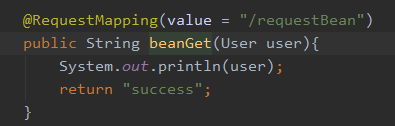 @RequestMapping(value = "/requestBean")
public String beanGet(User user){
    System.out.println(user);
    return "success";
}